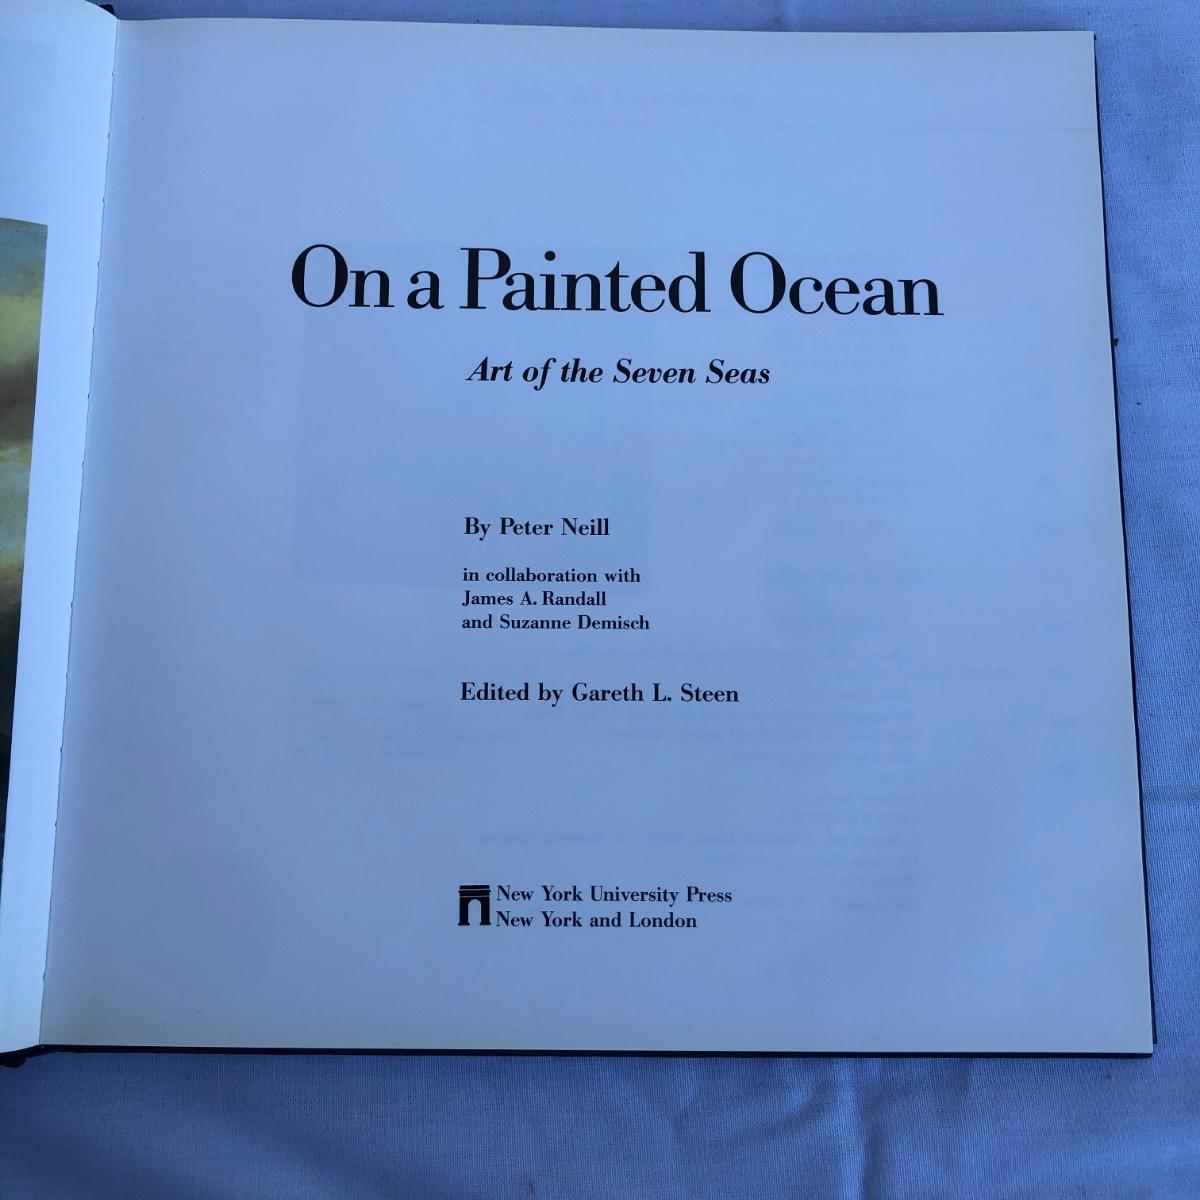 On a Painted Ocean
Art of the Seven Seas
By Peter Neill
in collaboration with
James A. Randall
and Suzanne Demisch
Edited by Gareth L. Steen
New York University Press
New York and London